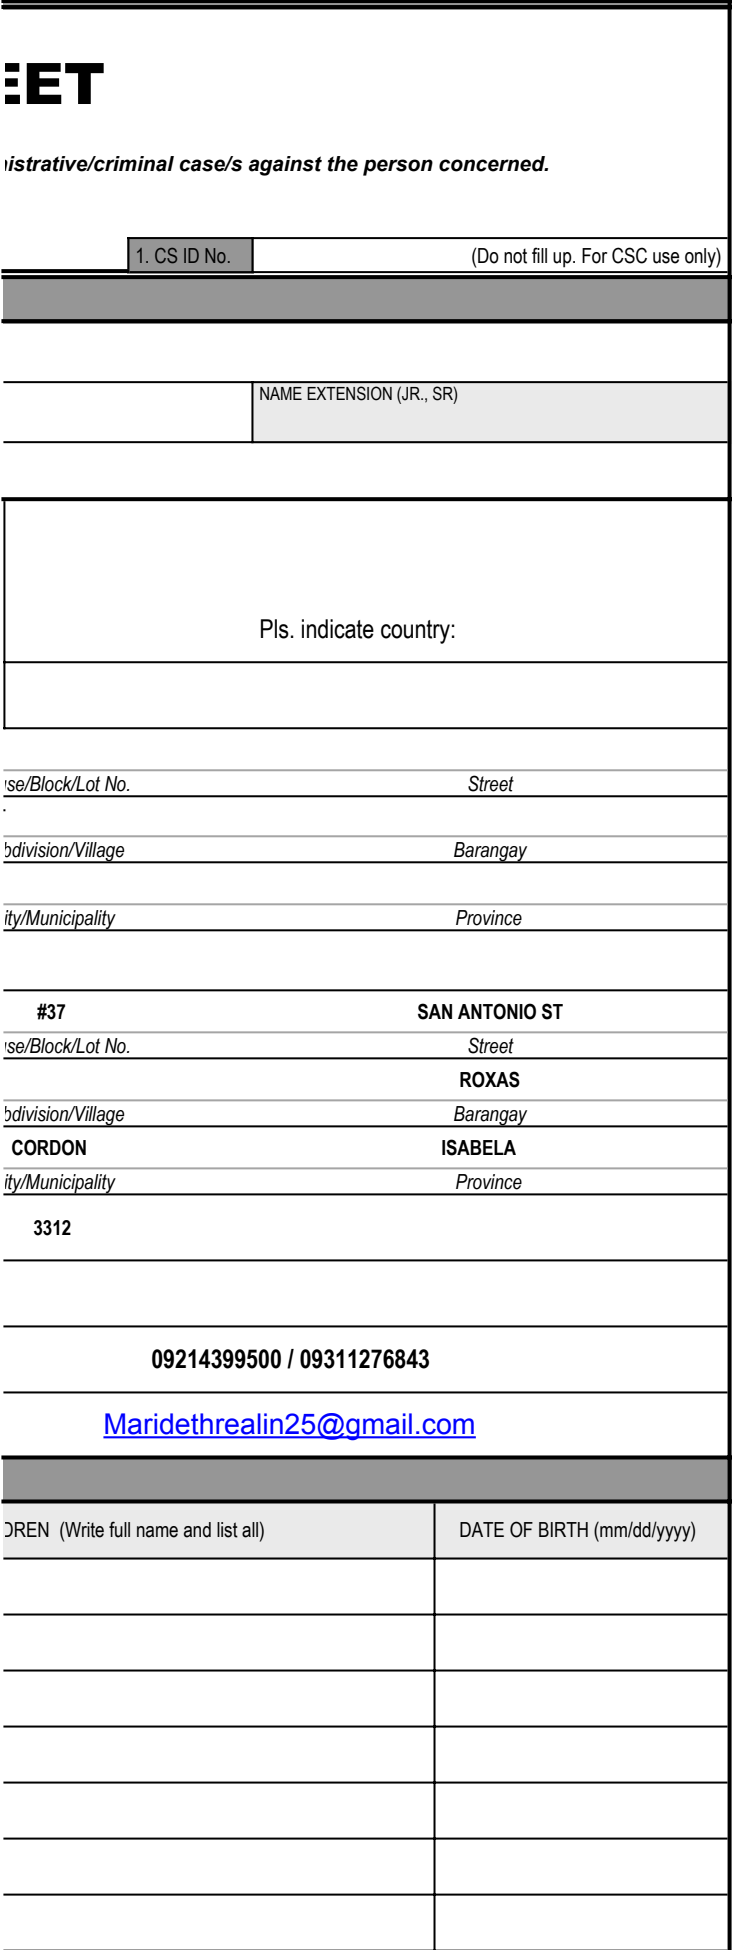 EET
istrative/criminal case/s against the person concerned.
1. CS ID No. (Do not fill up. For CSC use only)
NAME EXTENSION (JR., SR)
Pls. indicate country:
se/Block/Lot No. Street
bdivision/Village Barangay
ity/Municipality Province
#37 SAN ANTONIO ST
se/Block/Lot No. Street
ROXAS
bdivision/Village Barangay
CORDON ISABELA
ity/Municipality Province
3312
09214399500 / 09311276843
Maridethrealin25@gmail.com
DREN (Write full name and list all) DATE OF BIRTH (mm/dd/yyyy)